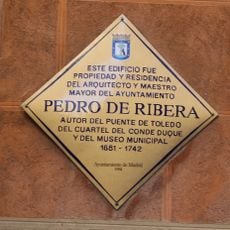 ESTE EDIFICIO FUE
PROPIEDAD Y RESIDENCIA
DEL ARQUITECTO Y MAESTRO
MAYOR DEL AYUNTAMIENTO
PEDRO DE RIBERA
AUTOR DEL PUENTE DE TOLEDO
DEL CUARTEL DEL CONDE DUQUE
Y DEL MUSEO MUNICIPAL
1681 - 1742
Ayuntamiento de Madrid